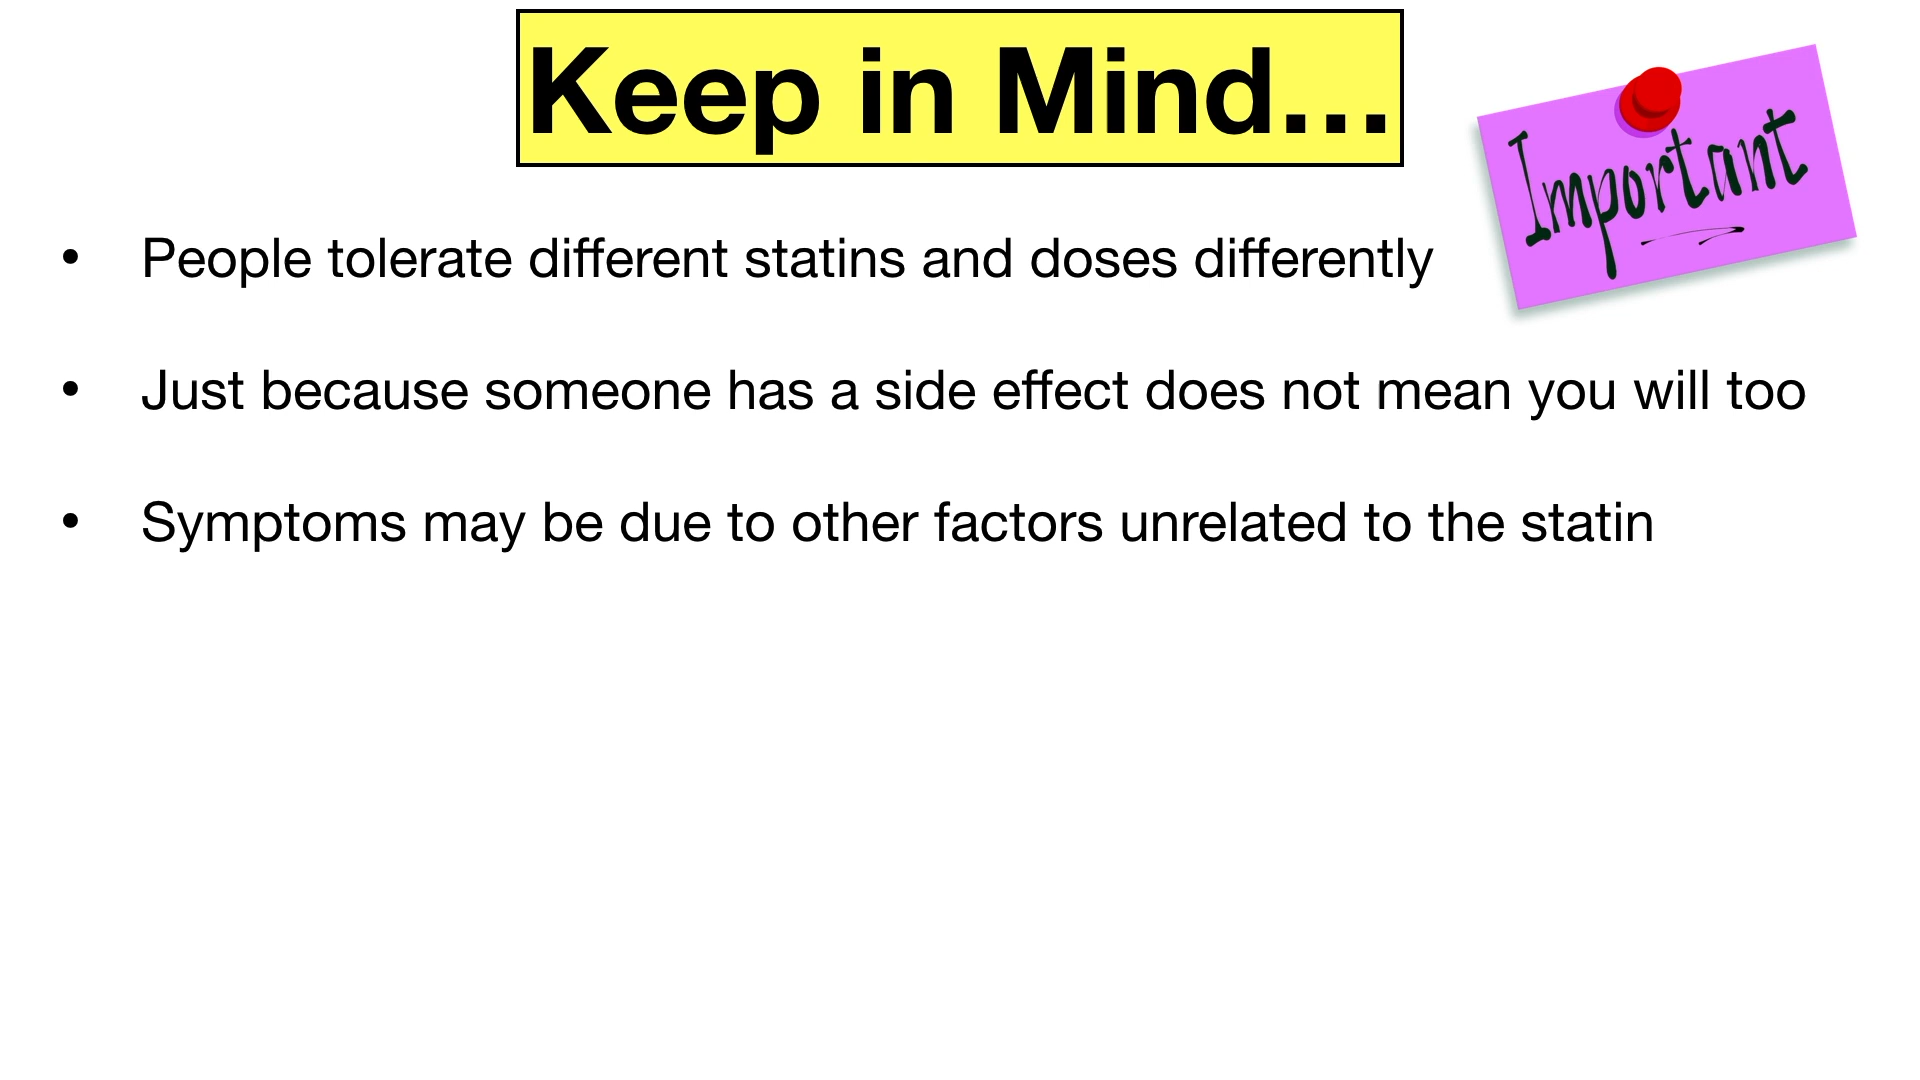 Keep in Mind...
Important
• People tolerate different statins and doses differently
• Just because someone has a side effect does not mean you will too
• Symptoms may be due to other factors unrelated to the statin